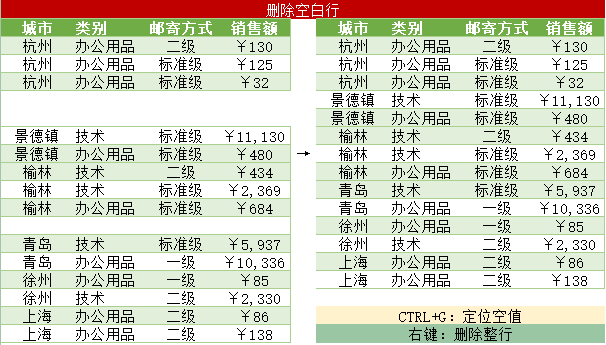 删除空白行
城市 类别 邮寄方式 销售额 城市 类别 邮寄方式 销售额
杭州 办公用品 二级 ￥130 杭州 办公用品 二级 ￥130
杭州 办公用品 标准级 ￥125 杭州 办公用品 标准级 ￥125
杭州 办公用品 标准级 ￥32 杭州 办公用品 标准级 ￥32
景德镇 技术 标准级 ￥11,130
景德镇 办公用品 标准级 ￥480
景德镇 技术 标准级 ￥11,130 榆林 技术 二级 ￥434
景德镇 办公用品 标准级 ￥480 → 榆林 技术 标准级 ￥2,369
榆林 技术 二级 ￥434 榆林 办公用品 标准级 ￥684
榆林 技术 标准级 ￥2,369 青岛 技术 标准级 ￥5,937
榆林 办公用品 标准级 ￥684 青岛 办公用品 一级 ￥10,336
徐州 办公用品 一级 ￥85
青岛 技术 标准级 ￥5,937 徐州 技术 二级 ￥2,330
青岛 办公用品 一级 ￥10,336 上海 办公用品 二级 ￥86
徐州 办公用品 一级 ￥85 上海 办公用品 二级 ￥138
徐州 技术 二级 ￥2,330
上海 办公用品 二级 ￥86 CTRL+G：定位空值
上海 办公用品 二级 ￥138 右键：删除整行